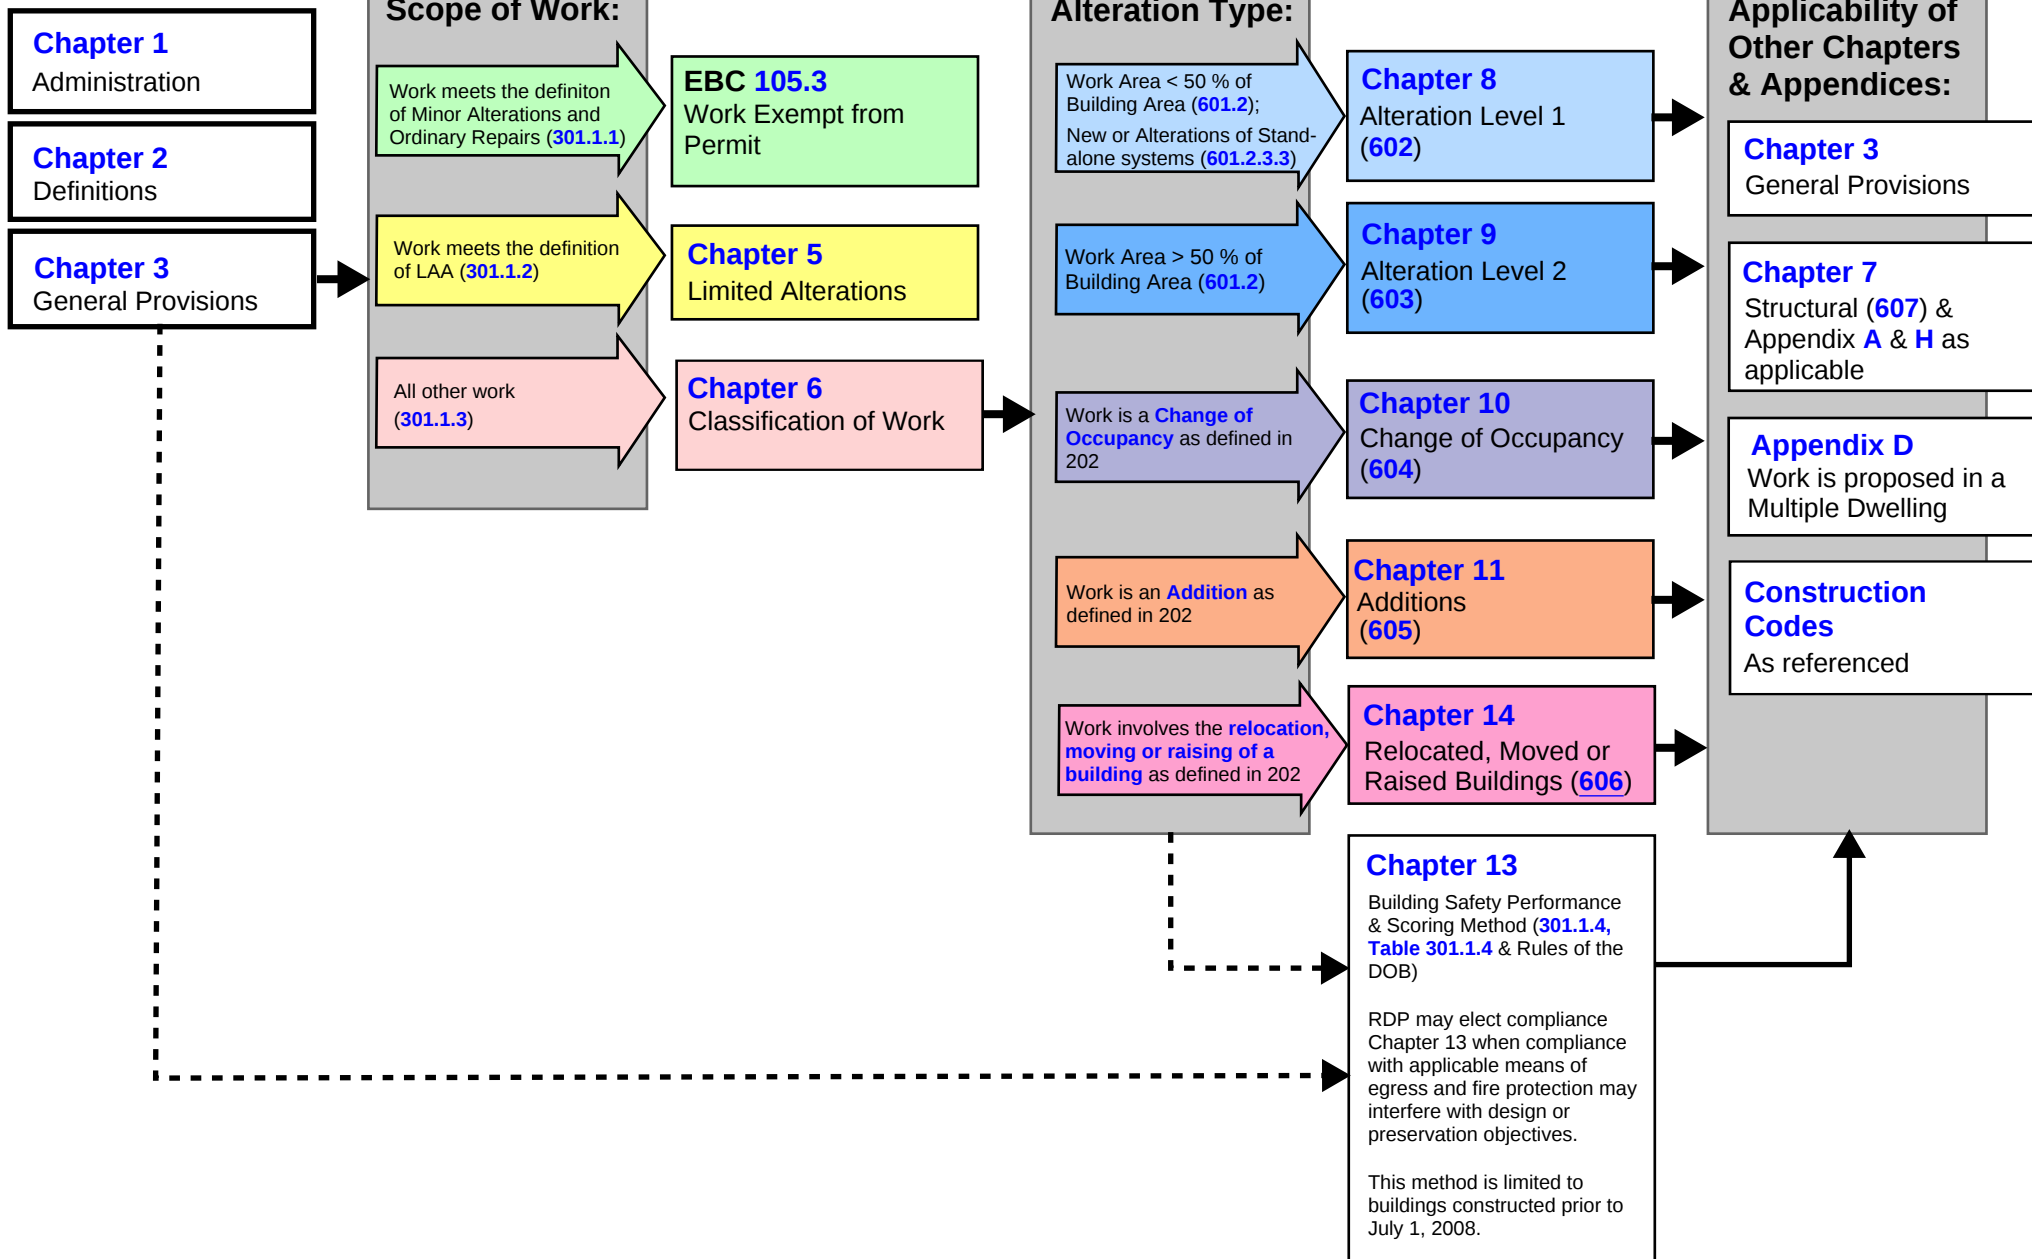 Chapter 1
Administration
Chapter 2
Definitions
Chapter 3
General Provisions
Scope of Work:
Work meets the definiton
of Minor Alterations and
Ordinary Repairs (301.1.1)
EBC 105.3
Work Exempt from
Permit
Work meets the definition
of LAA (301.1.2)
Chapter 5
Limited Alterations
All other work
(301.1.3)
Chapter 6
Classification of Work
Alteration Type:
Work Area < 50 % of
Building Area (601.2);
New or Alterations of Stand-
alone systems (601.2.3.3)
Chapter 8
Alteration Level 1
(602)
Work Area > 50 % of
Building Area (601.2)
Chapter 9
Alteration Level 2
(603)
Work is a Change of
Occupancy as defined in
202
Chapter 10
Change of Occupancy
(604)
Work is an Addition as
defined in 202
Chapter 11
Additions
(605)
Work involves the relocation,
moving or raising of a
building as defined in 202
Chapter 14
Relocated, Moved or
Raised Buildings (606)
Chapter 13
Building Safety Performance
& Scoring Method (301.1.4,
Table 301.1.4 & Rules of the
DOB)
RDP may elect compliance
Chapter 13 when compliance
with applicable means of
egress and fire protection may
interfere with design or
preservation objectives.
This method is limited to
buildings constructed prior to
July 1, 2008.
Applicability of
Other Chapters
& Appendices:
Chapter 3
General Provisions
Chapter 7
Structural (607) &
Appendix A & H as
applicable
Appendix D
Work is proposed in a
Multiple Dwelling
Construction
Codes
As referenced